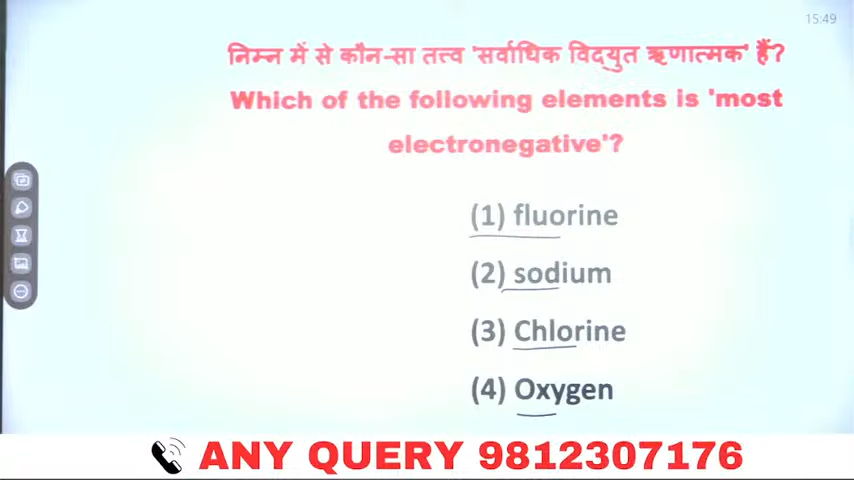 15:49
निम्न में से कौन-सा तत्त्व 'सर्वाधिक विद्युत ऋणात्मक' हैं?
Which of the following elements is 'most
electronegative'?
(1) fluorine
(2) sodium
(3) Chlorine
(4) Oxygen
ANY QUERY 9812307176